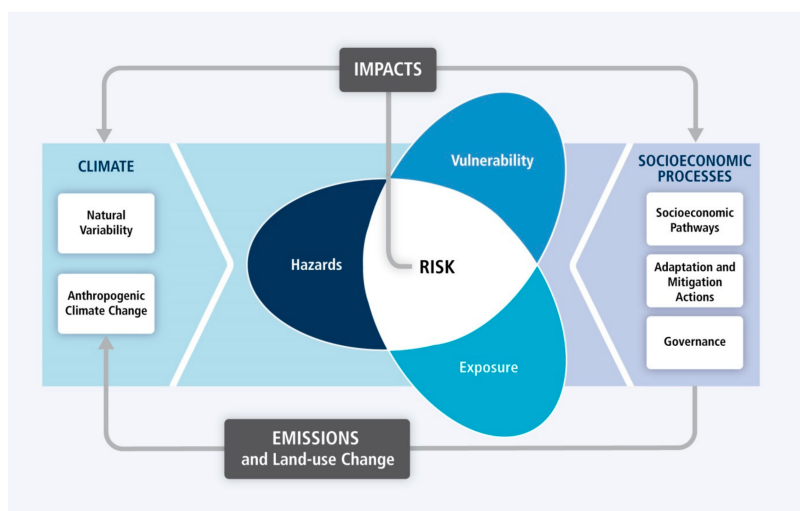 IMPACTS
CLIMATE
Natural
Variability
Anthropogenic
Climate Change
Vulnerability
Hazards
RISK
Exposure
SOCIOECONOMIC
PROCESSES
Socioeconomic
Pathways
Adaptation and
Mitigation
Actions
Governance
EMISSIONS
and Land-use Change